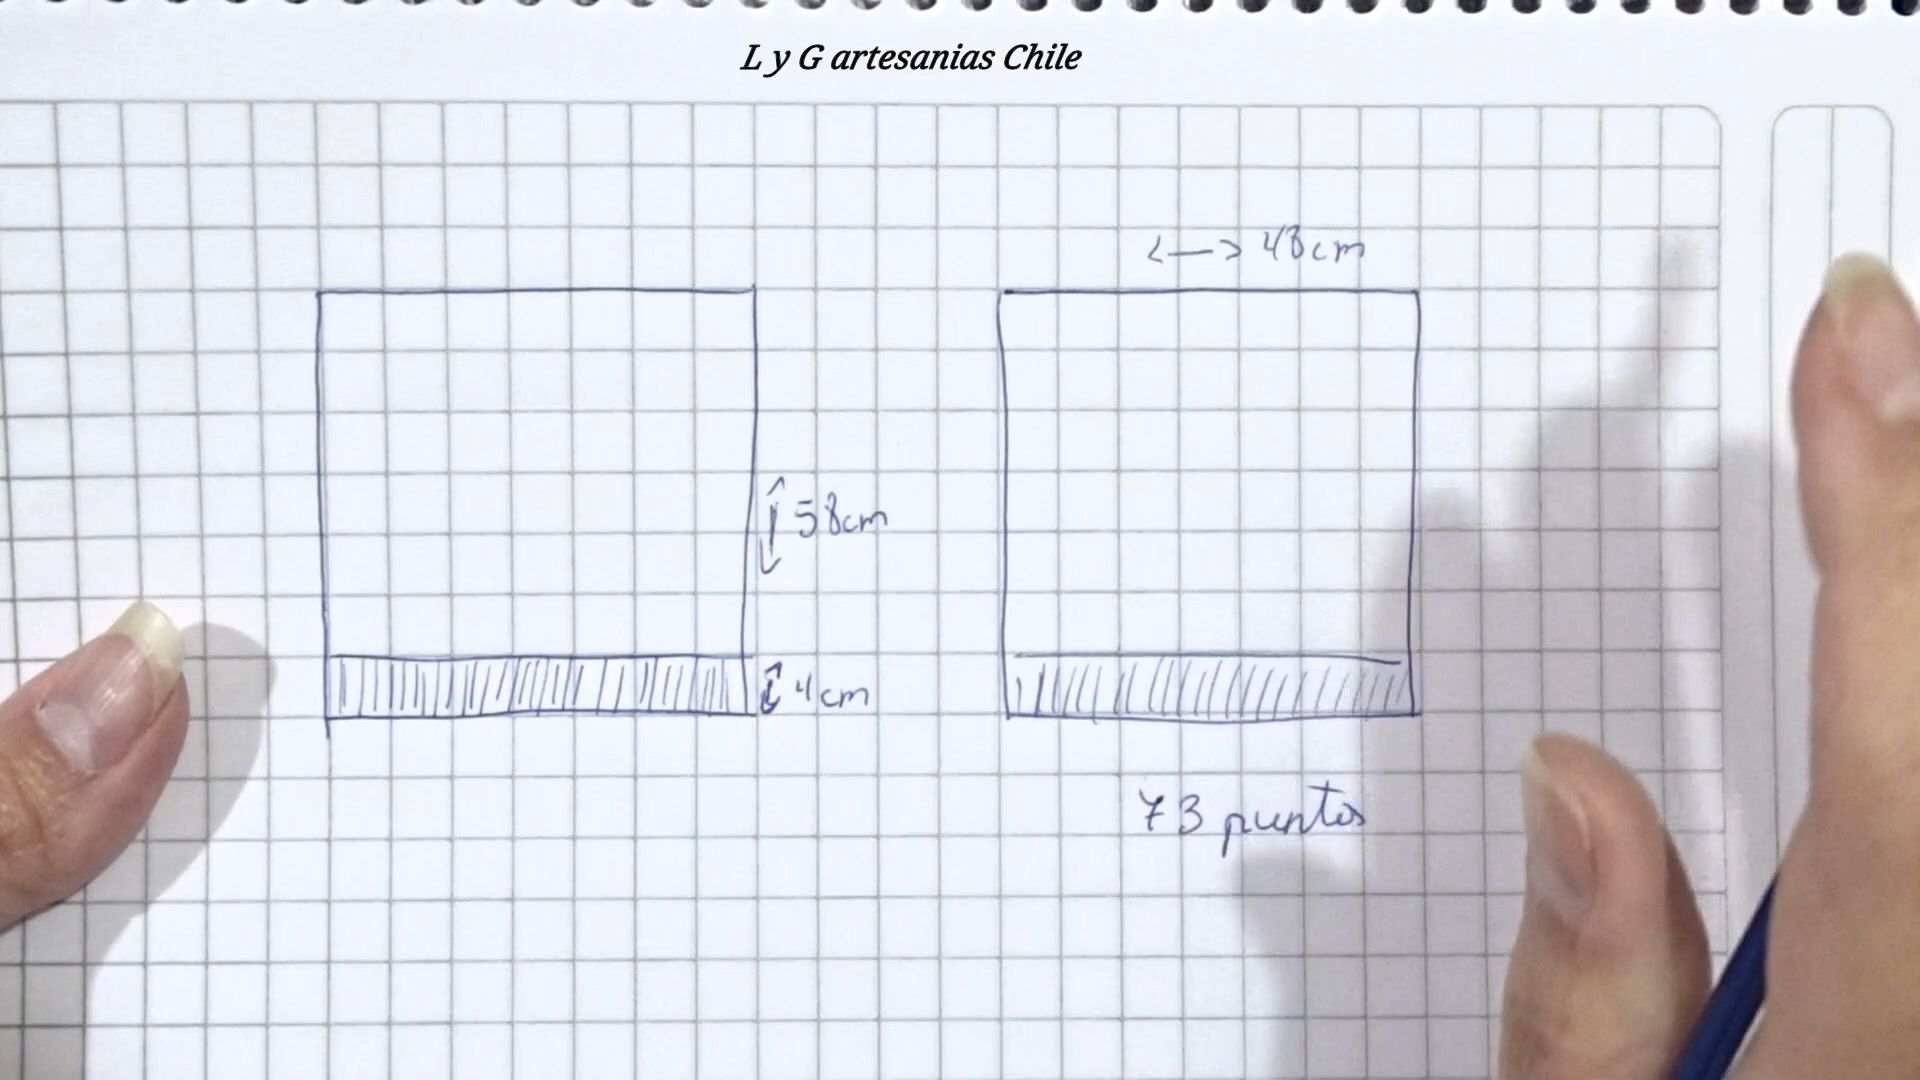 L y G artesanias Chile
<—> 48cm
58cm
4cm
73 puntos